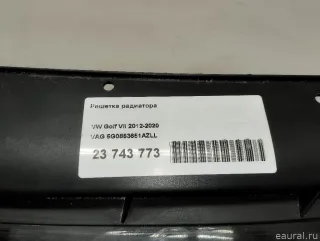 Решетка радиатора
VW Golf VII 2012-2020
VAG 5G0853651AZLL
23 743 773
eaural.ru